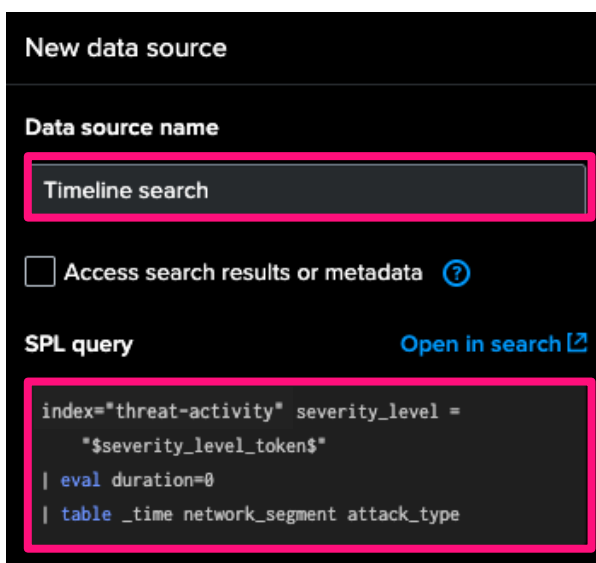 New data source
Data source name
Timeline search
Access search results or metadata ?
SPL query Open in search
index="threat-activity" severity_level =
"$severity_level_token$"
| eval duration=0
| table _time network_segment attack_type